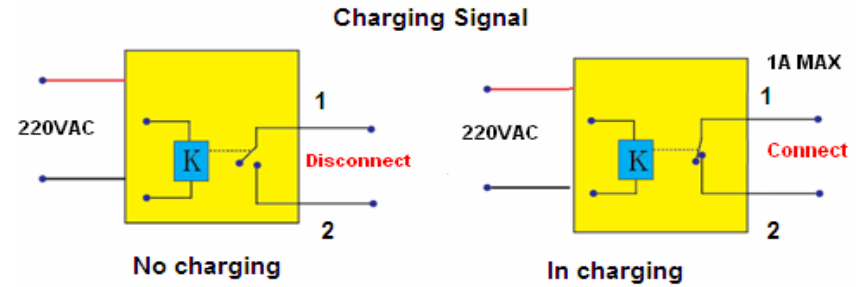 Charging Signal
1A MAX
1
1
220VAC
220VAC
K
Disconnect
K
Connect
2
2
No charging
In charging